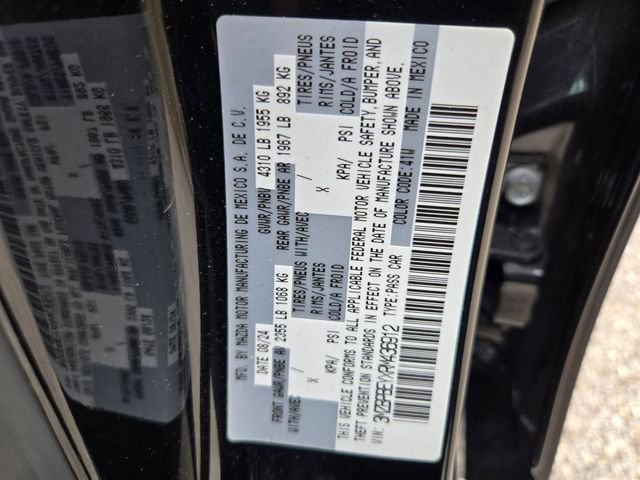 MFD. BY MAZDA MOTOR MANUFACTURING DE MEXICO S.A. DE C.V.
DATE 08/24 GVWR/PNBV 4310 LB 1955 KG
FRONT GAWR/PNBE AV 2355 LB 1068 KG REAR GAWR/PNBE AR 1967 LB 892 KG
WITH/AVEC / TIRES/PNEUS WITH/AVEC / TIRES/PNEUS
X RIMS/JANTES X RIMS/JANTES
KPA/ PSI COLD/A FROID KPA/ PSI COLD/A FROID
THIS VEHICLE CONFORMS TO ALL APPLICABLE FEDERAL MOTOR VEHICLE SAFETY, BUMPER, AND
THEFT PREVENTION STANDARDS IN EFFECT ON THE DATE OF MANUFACTURE SHOWN ABOVE.
VIN: TYPE:PASS CAR COLOR CODE:41W MADE IN MEXICO